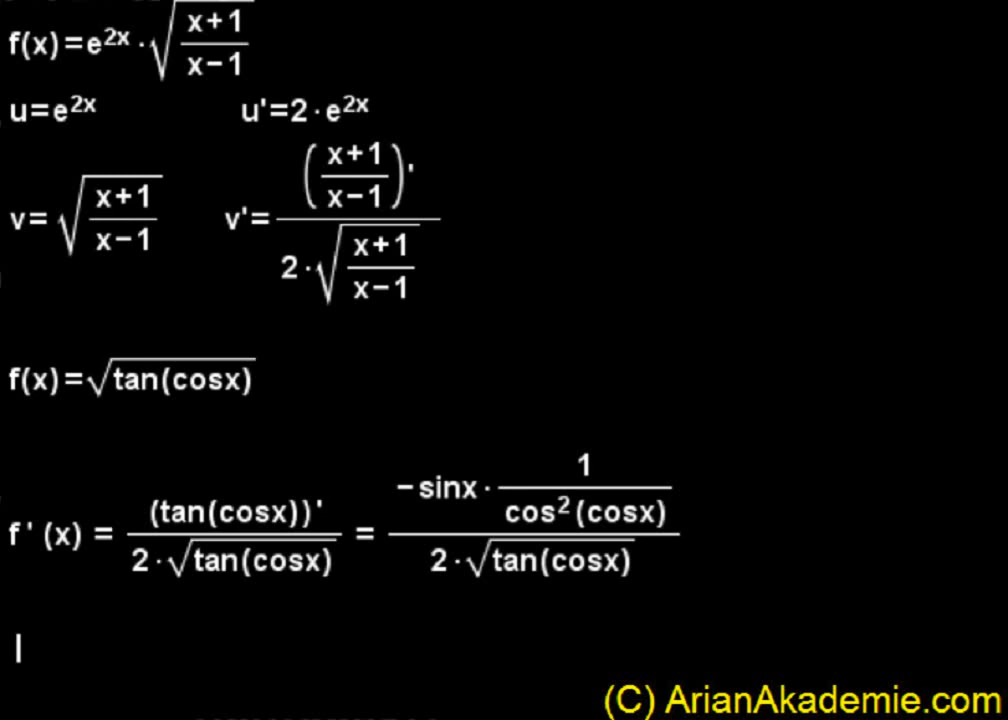 f(x)=e^{2x}·√((x+1)/(x-1))
u=e^{2x} u'=2·e^{2x}
v=√((x+1)/(x-1)) v'=((x+1)/(x-1))'/(2·√((x+1)/(x-1)))
f(x)=√(tan(cosx))
f'(x) = (tan(cosx))'/(2·√(tan(cosx))) = (-sinx·1/(cos²(cosx)))/(2·√(tan(cosx)))
(C) ArianAkademie.com